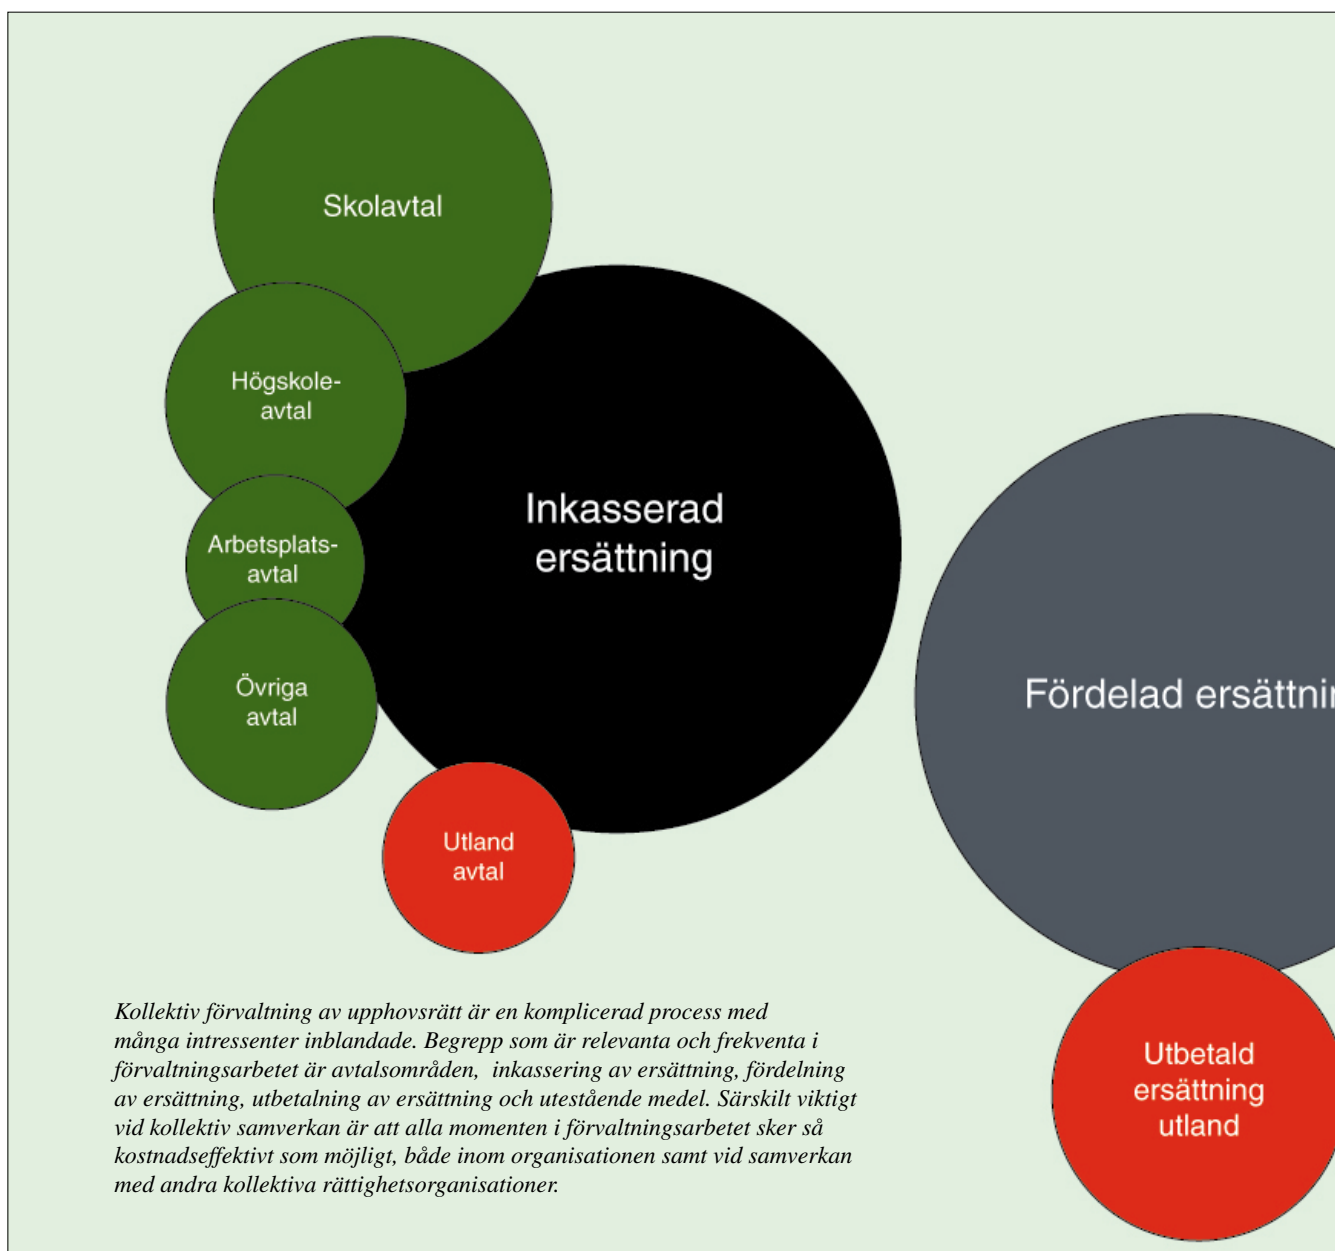 Skolavtal
Högskole-
avtal
Arbetsplats-
avtal
Övriga
avtal
Inkasserad
ersättning
Utland
avtal
Fördelad ersättni
Utbetald
ersättning
utland
Kollektiv förvaltning av upphovsrätt är en komplicerad process med
många intressenter inblandade. Begrepp som är relevanta och frekventa i
förvaltningsarbetet är avtalsområden, inkassering av ersättning, fördelning
av ersättning, utbetalning av ersättning och utestående medel. Särskilt viktigt
vid kollektiv samverkan är att alla momenten i förvaltningsarbetet sker så
kostnadseffektivt som möjligt, både inom organisationen samt vid samverkan
med andra kollektiva rättighetsorganisationer.